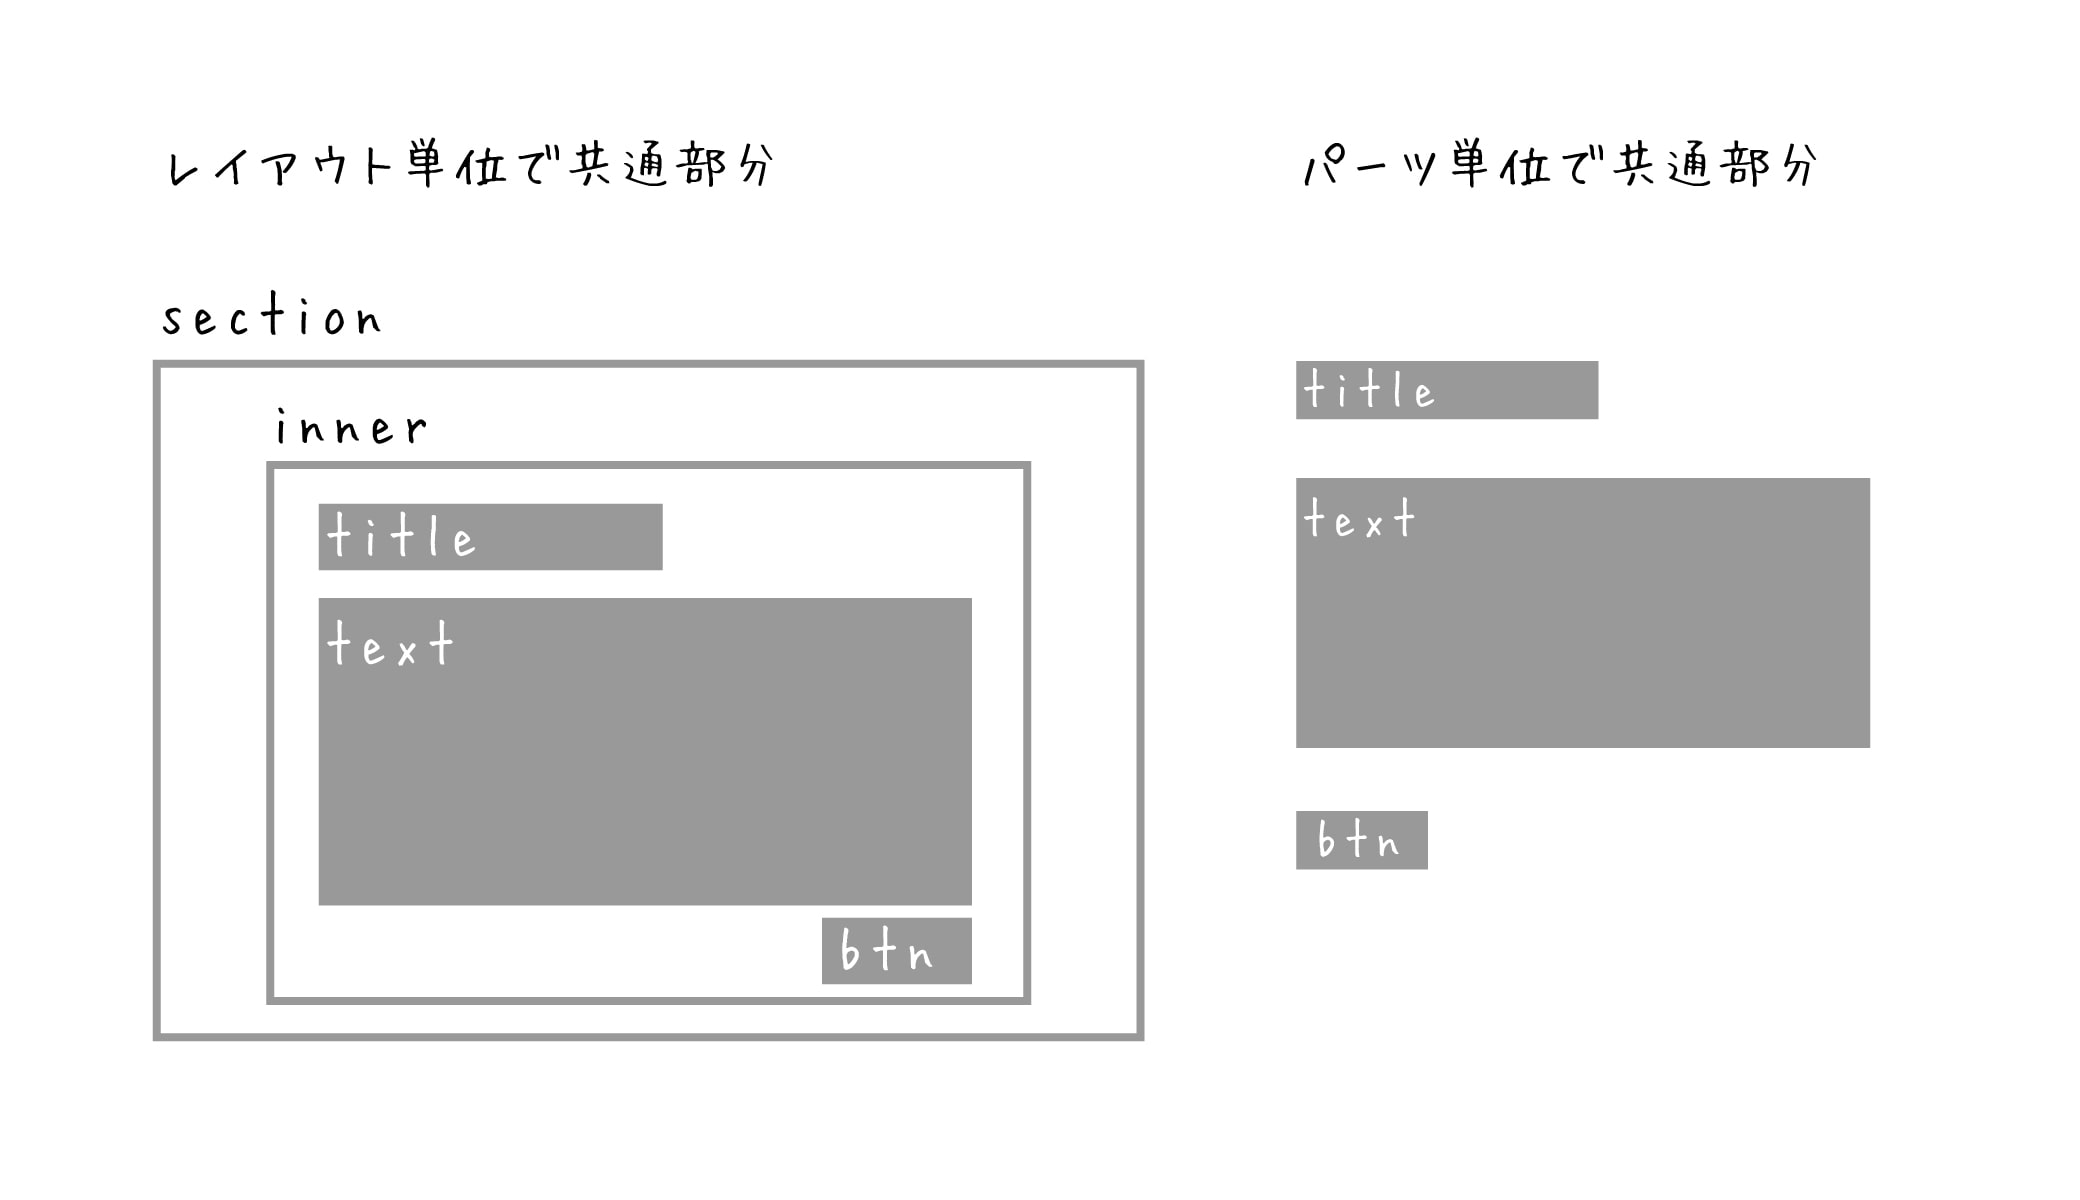 レイアウト単位で共通部分
section
inner
title
text
btn
パーツ単位で共通部分
title
text
btn